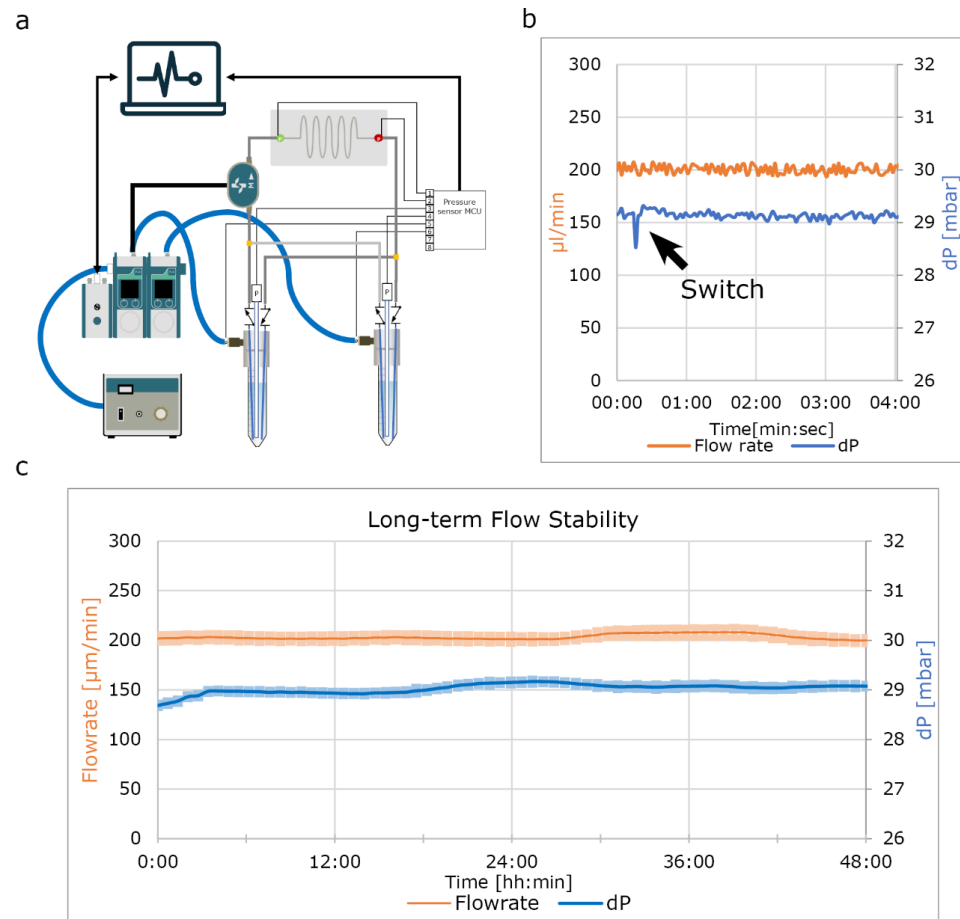 a
Pressure
sensor MCU
1
2
3
4
5
6
7
8
P
P
b
300
250
200
150
100
50
0
µl/min
32
31
30
29
28
27
26
dP [mbar]
Switch
00:00 01:00 02:00 03:00 04:00
Time[min:sec]
Flow rate dP
c
Long-term Flow Stability
300
250
200
150
100
50
0
Flowrate [µm/min]
32
31
30
29
28
27
26
dP [mbar]
0:00 12:00 24:00 36:00 48:00
Time [hh:min]
Flowrate dP